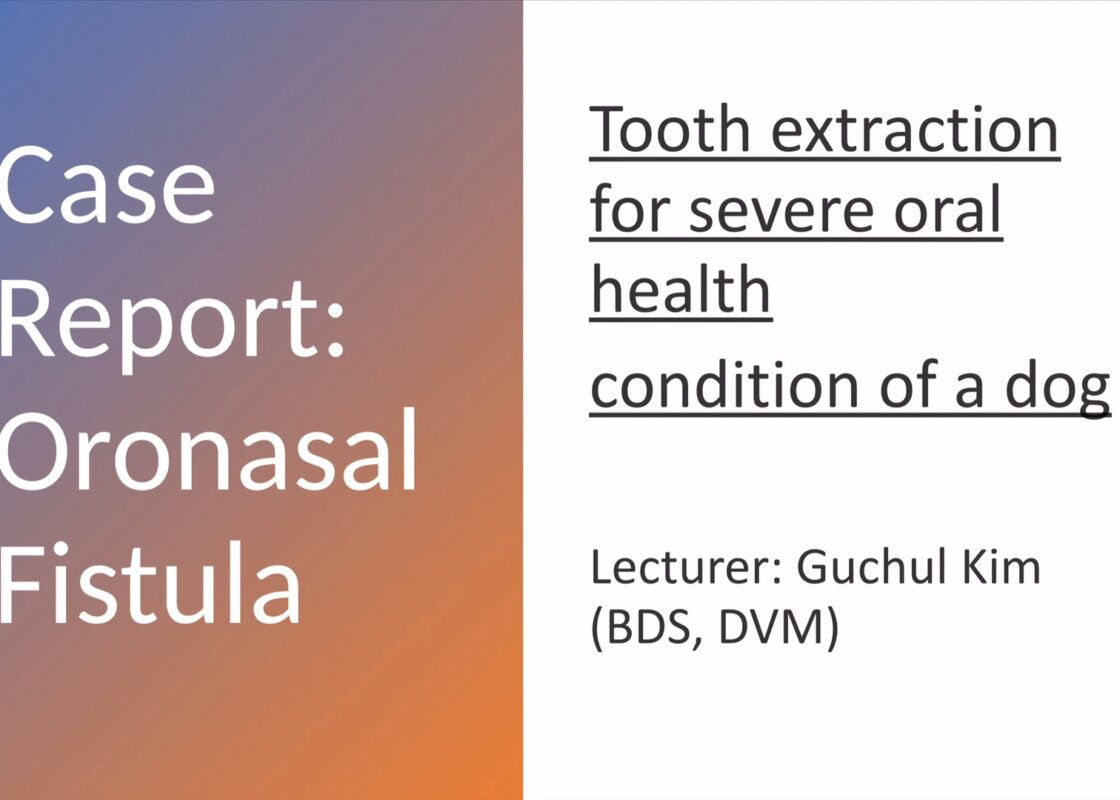 Case
Report:
Oronasal
Fistula
Tooth extraction
for severe oral
health
condition of a dog
Lecturer: Guchul Kim
(BDS, DVM)